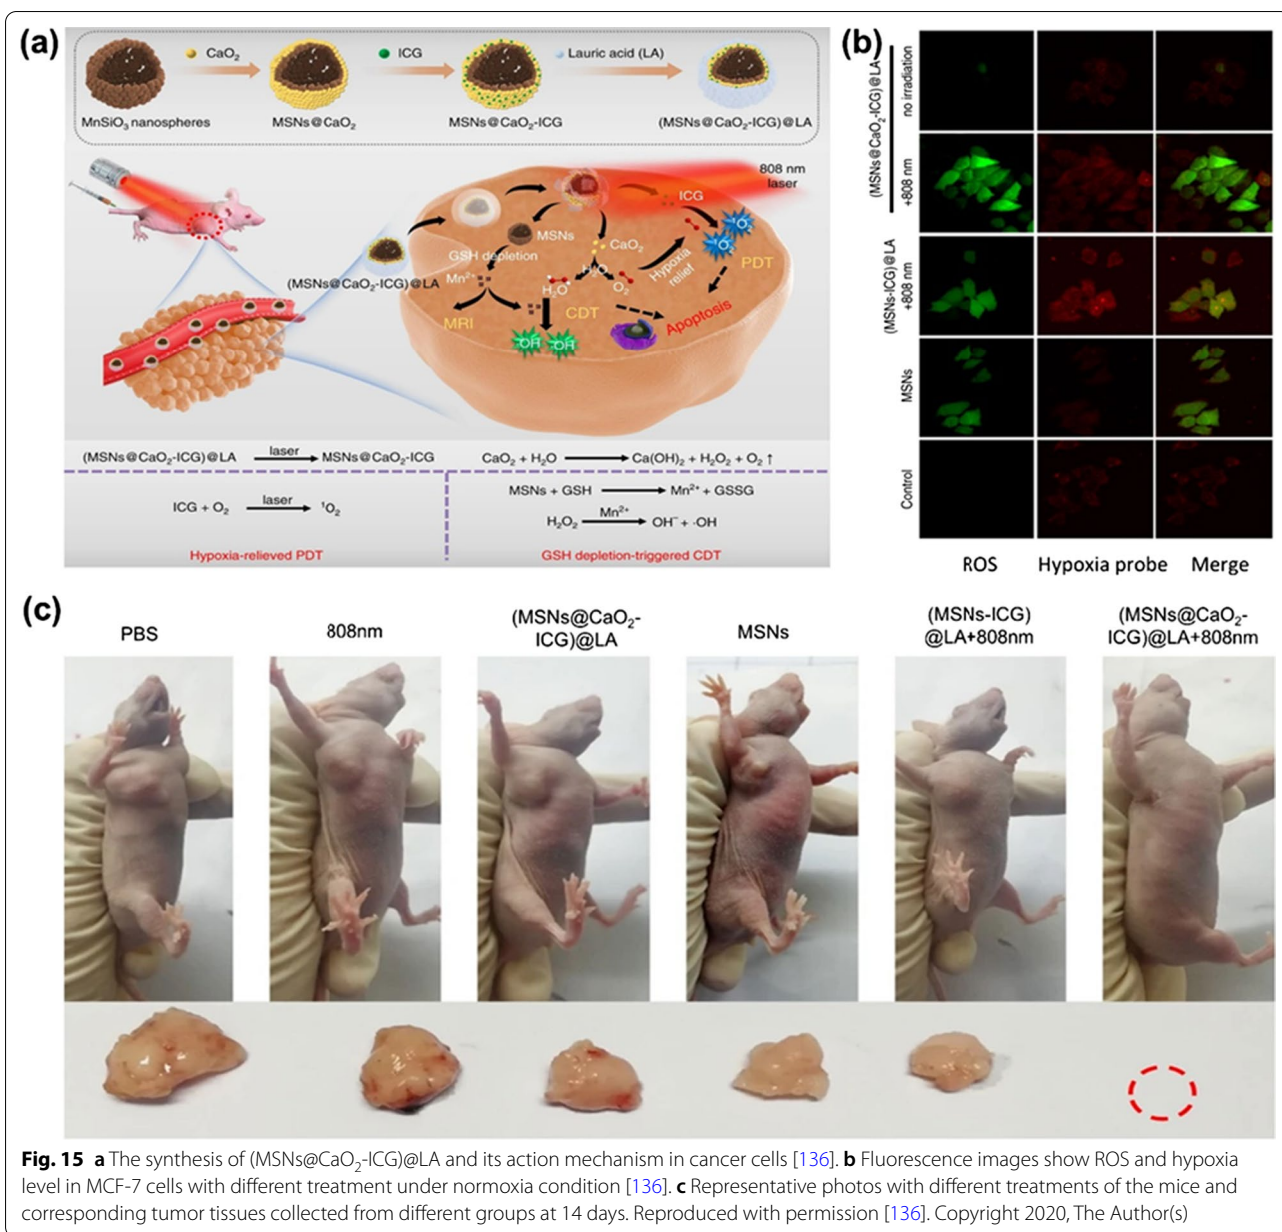 (a)
CaO₂
ICG
Lauric acid (LA)
MnSiO₃ nanospheres
MSNs@CaO₂
MSNs@CaO₂-ICG
(MSNs@CaO₂-ICG)@LA
808 nm
laser
ICG
¹O₂
¹O₂
MSNs
CaO₂
GSH depletion
H₂O
Hypoxia
relief
PDT
(MSNs@CaO₂-ICG)@LA
Mn²⁺
H₂O₂
O₂
MRI
CDT
Apoptosis
·OH
·OH
(MSNs@CaO₂-ICG)@LA laser MSNs@CaO₂-ICG
CaO₂ + H₂O Ca(OH)₂ + H₂O₂ + O₂ ↑
ICG + O₂ laser ¹O₂
MSNs + GSH Mn²⁺ + GSSG
H₂O₂ Mn²⁺ OH⁻ + ·OH
Hypoxia-relieved PDT
GSH depletion-triggered CDT
(b)
(MSNs@CaO₂-ICG)@LA
no irradiation
+808 nm
(MSNs-ICG)@LA
+808 nm
MSNs
Control
ROS Hypoxia probe Merge
(c)
PBS
808nm
(MSNs@CaO₂-
ICG)@LA
MSNs
(MSNs-ICG)
@LA+808nm
(MSNs@CaO₂-
ICG)@LA+808nm
Fig. 15 a The synthesis of (MSNs@CaO₂-ICG)@LA and its action mechanism in cancer cells [136]. b Fluorescence images show ROS and hypoxia
level in MCF-7 cells with different treatment under normoxia condition [136]. c Representative photos with different treatments of the mice and
corresponding tumor tissues collected from different groups at 14 days. Reproduced with permission [136]. Copyright 2020, The Author(s)